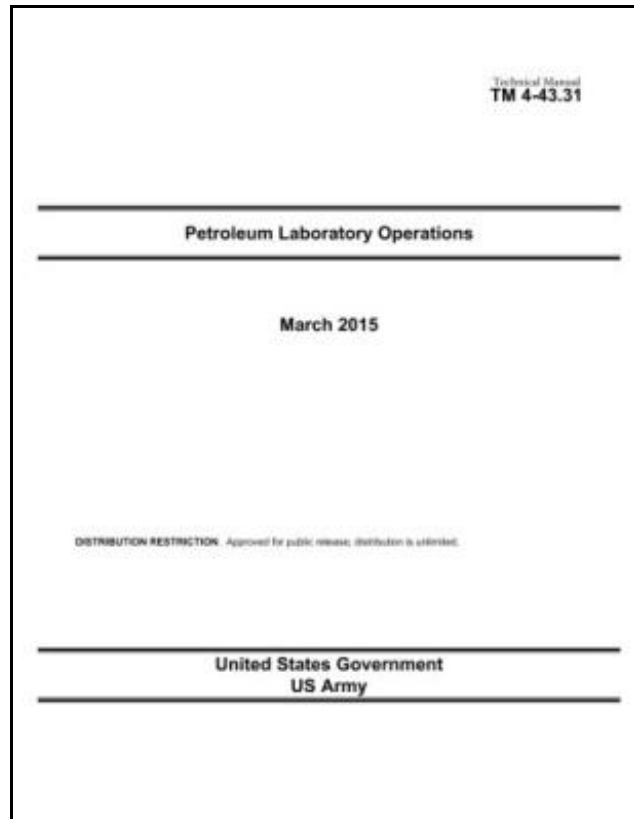 Technical Manual
TM 4-43.31
Petroleum Laboratory Operations
March 2015
DISTRIBUTION RESTRICTION: Approved for public release; distribution is unlimited.
United States Government
US Army